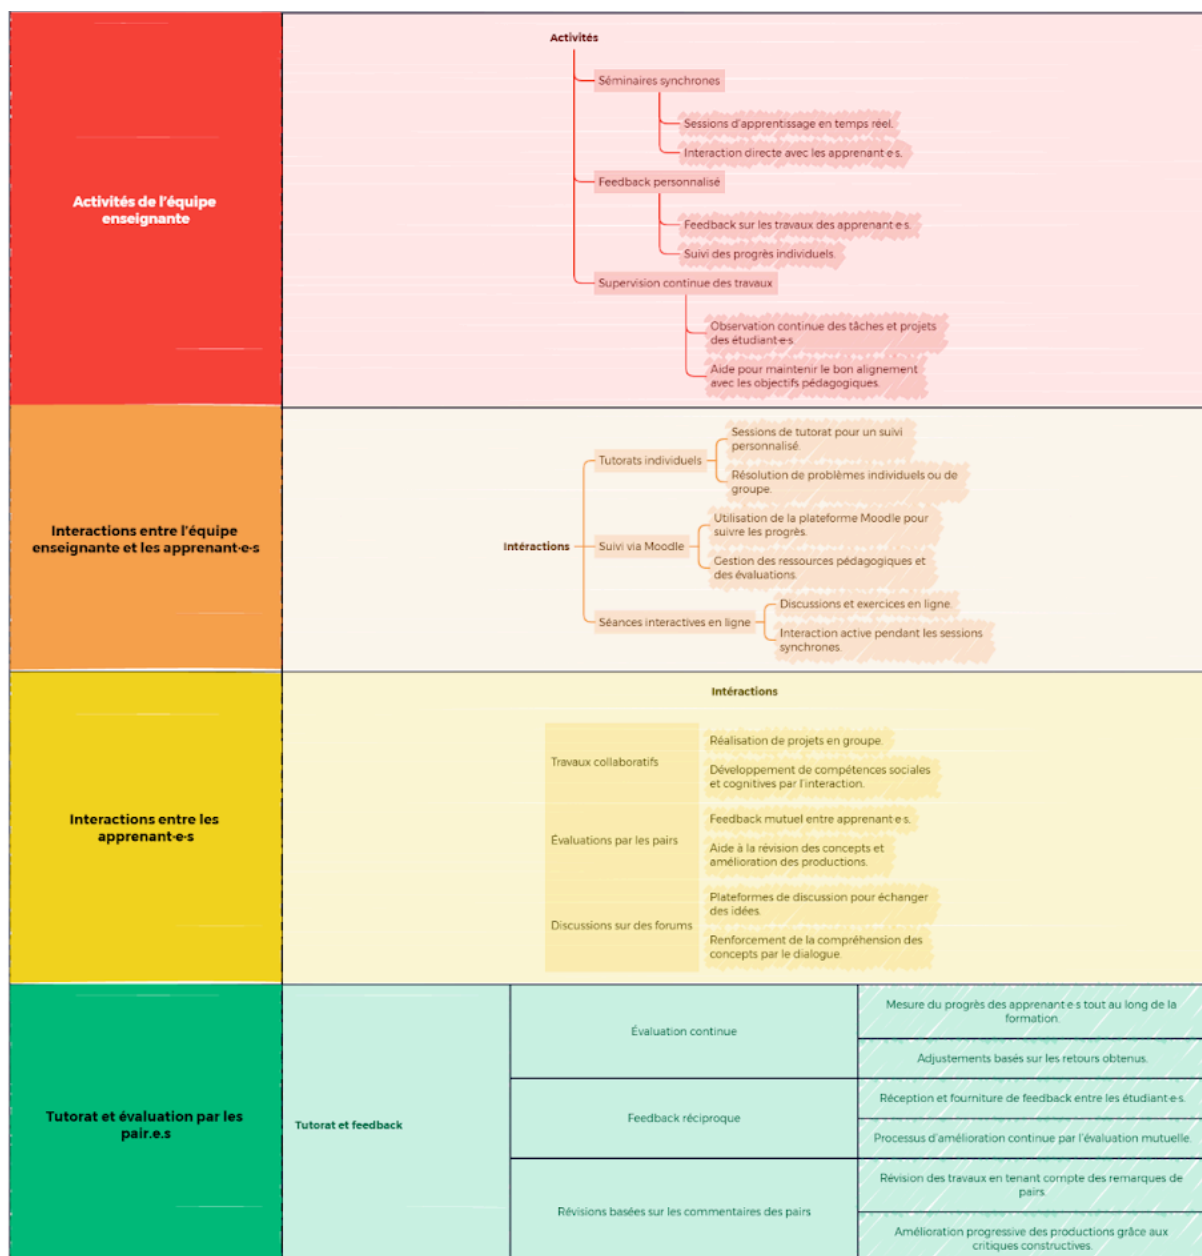 Activités de l'équipe
enseignante
Activités
Séminaires synchrones
Sessions d'apprentissage en temps réel.
Interaction directe avec les apprenant·e·s.
Feedback personnalisé
Feedback sur les travaux des apprenant·e·s.
Suivi des progrès individuels.
Supervision continue des travaux
Observation continue des tâches et projets
des étudiant·e·s.
Aide pour maintenir le bon alignement
avec les objectifs pédagogiques.
Interactions entre l'équipe
enseignante et les apprenant·e·s
Intéractions
Tutorats individuels
Sessions de tutorat pour un suivi
personnalisé.
Résolution de problèmes individuels ou de
groupe.
Suivi via Moodle
Utilisation de la plateforme Moodle pour
suivre les progrès.
Gestion des ressources pédagogiques et
des évaluations.
Séances interactives en ligne
Discussions et exercices en ligne.
Interaction active pendant les sessions
synchrones.
Interactions entre les
apprenant·e·s
Intéractions
Travaux collaboratifs
Réalisation de projets en groupe.
Développement de compétences sociales
et cognitives par l'interaction.
Évaluations par les pairs
Feedback mutuel entre apprenant·e·s.
Aide à la révision des concepts et
amélioration des productions.
Discussions sur des forums
Plateformes de discussion pour échanger
des idées.
Renforcement de la compréhension des
concepts par le dialogue.
Tutorat et évaluation par les
pair.e.s
Tutorat et feedback
Évaluation continue
Mesure du progrès des apprenant·e·s tout au long de la
formation.
Adjustements basés sur les retours obtenus.
Feedback réciproque
Réception et fourniture de feedback entre les étudiant·e·s.
Processus d'amélioration continue par l'évaluation mutuelle.
Révisions basées sur les commentaires des pairs
Révision des travaux en tenant compte des remarques de
pairs.
Amélioration progressive des productions grâce aux
critiques constructives.